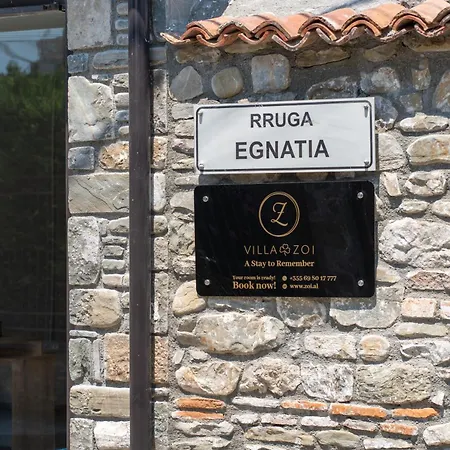 RRUGA
EGNATIA
Z
VILLA ZOI
A Stay to Remember
Your room is ready! +355 69 80 17 777
Book now! www.zoi.al